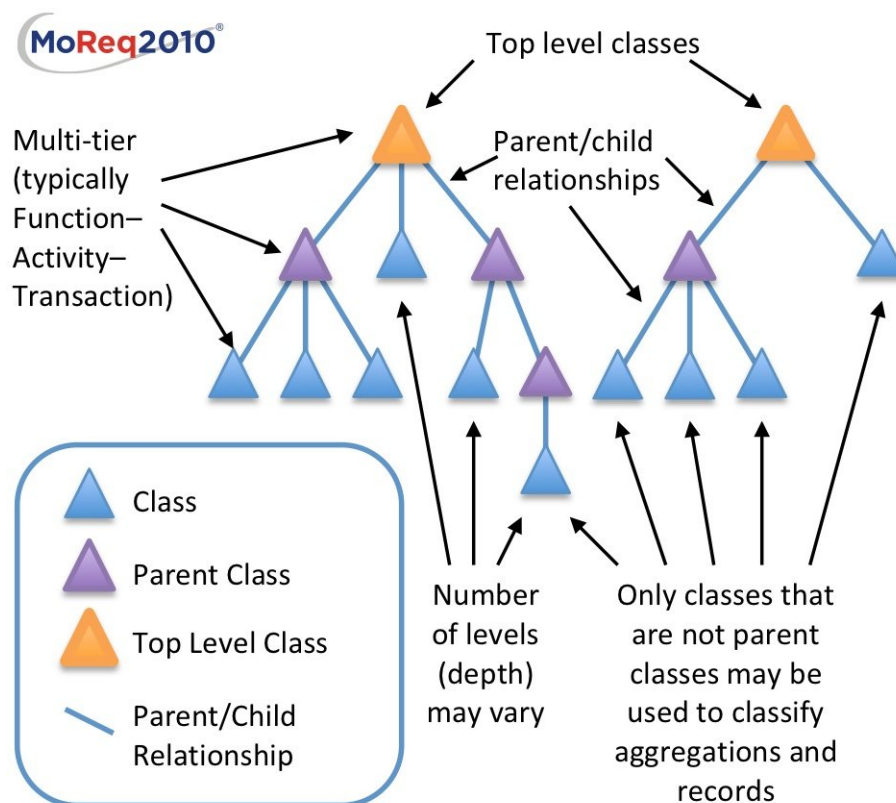 MoReq2010®
Top level classes
Multi-tier
(typically
Function–
Activity–
Transaction)
Parent/child
relationships
Class
Parent Class
Top Level Class
Parent/Child
Relationship
Number
of levels
(depth)
may vary
Only classes that
are not parent
classes may be
used to classify
aggregations and
records